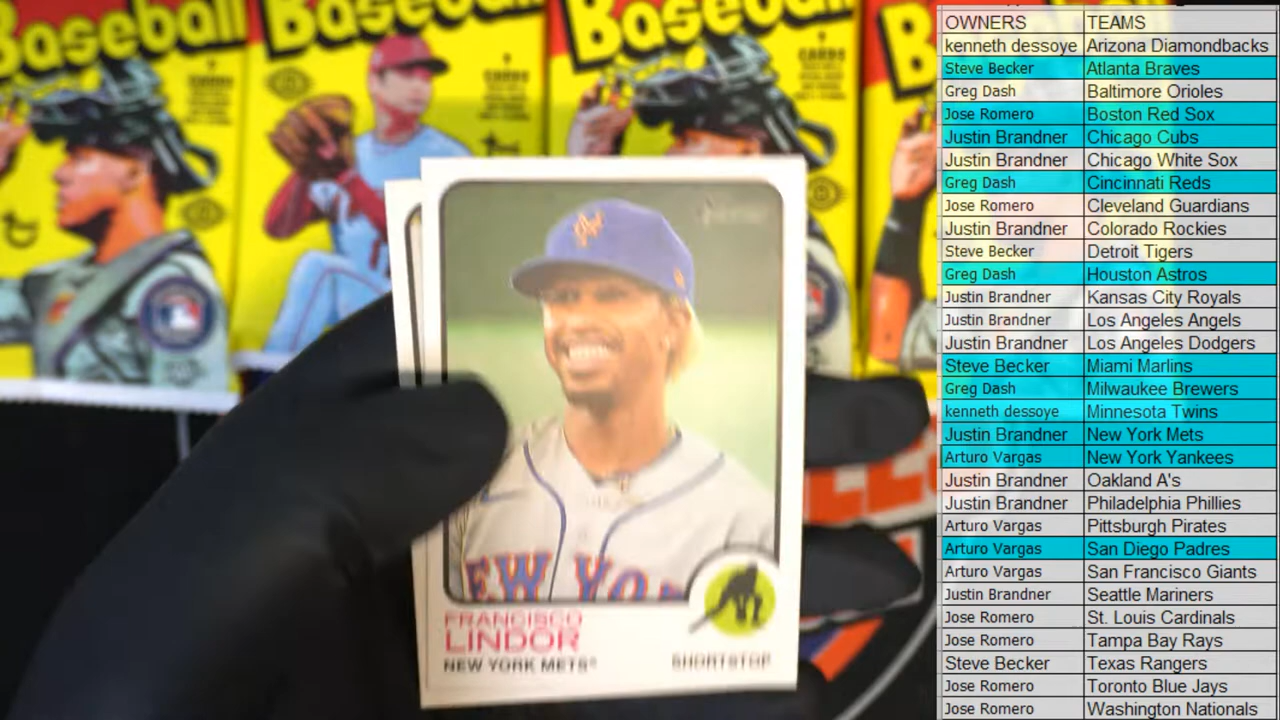 Baseball
Baseball
Baseball
CARDS
NEW YORK
FRANCISCO
LINDOR
NEW YORK METS
SHORTSTOP
OWNERS TEAMS
kenneth dessoye Arizona Diamondbacks
Steve Becker Atlanta Braves
Greg Dash Baltimore Orioles
Jose Romero Boston Red Sox
Justin Brandner Chicago Cubs
Justin Brandner Chicago White Sox
Greg Dash Cincinnati Reds
Jose Romero Cleveland Guardians
Justin Brandner Colorado Rockies
Steve Becker Detroit Tigers
Greg Dash Houston Astros
Justin Brandner Kansas City Royals
Justin Brandner Los Angeles Angels
Justin Brandner Los Angeles Dodgers
Steve Becker Miami Marlins
Greg Dash Milwaukee Brewers
kenneth dessoye Minnesota Twins
Justin Brandner New York Mets
Arturo Vargas New York Yankees
Justin Brandner Oakland A's
Justin Brandner Philadelphia Phillies
Arturo Vargas Pittsburgh Pirates
Arturo Vargas San Diego Padres
Arturo Vargas San Francisco Giants
Justin Brandner Seattle Mariners
Jose Romero St. Louis Cardinals
Jose Romero Tampa Bay Rays
Steve Becker Texas Rangers
Jose Romero Toronto Blue Jays
Jose Romero Washington Nationals